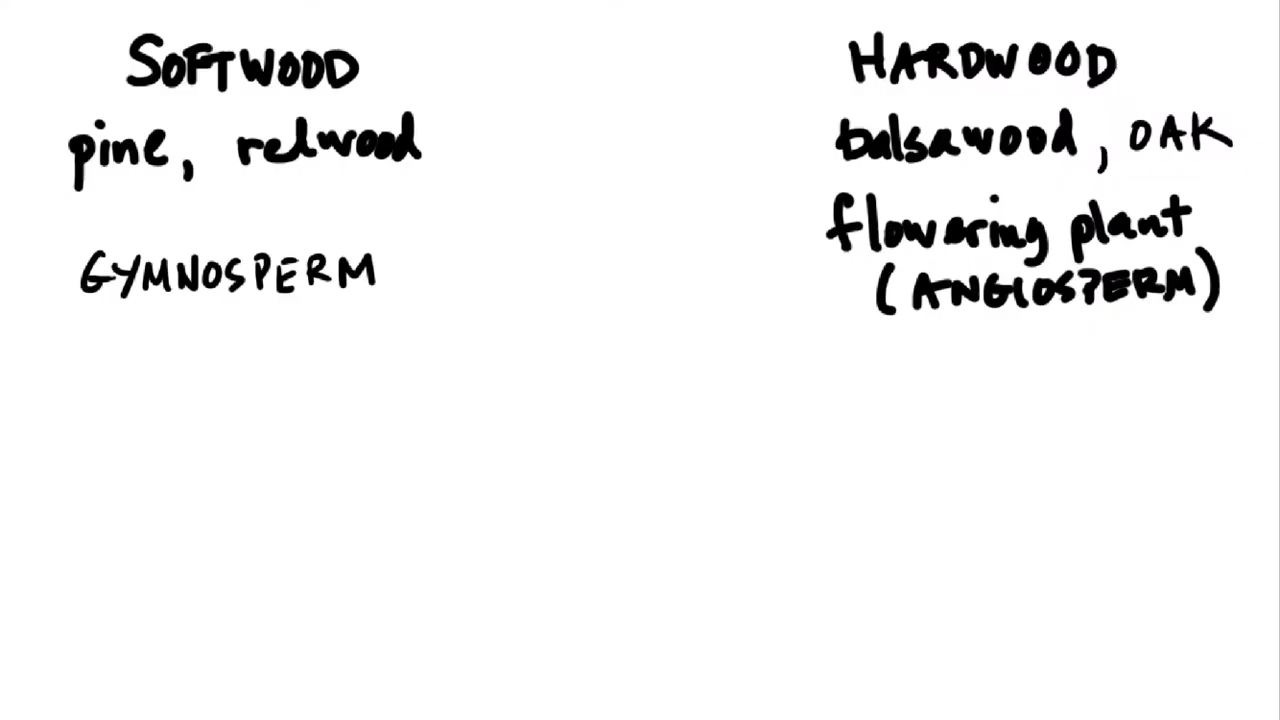 SOFTWOOD
pine, redwood
GYMNOSPERM
HARDWOOD
balsawood, OAK
flowering plant
(ANGIOSPERM)